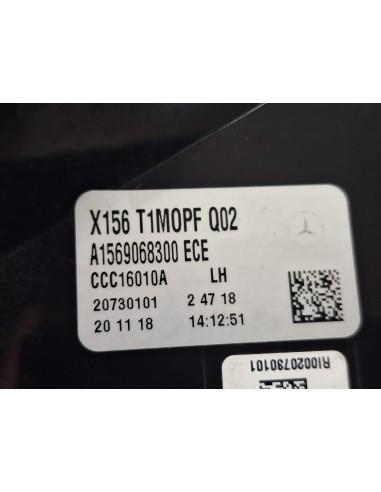 X156 T1MOPF Q02
A1569068300 ECE
CCC16010A LH
20730101 2 47 18
20 11 18 14:12:51
RI0020730101